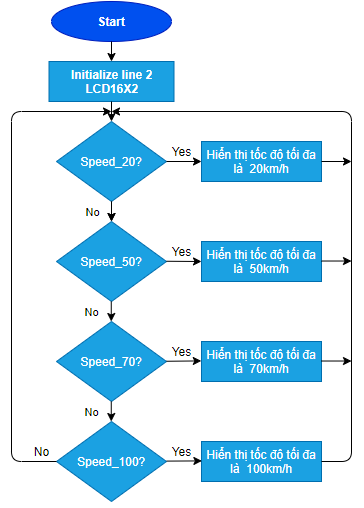 Start
Initialize line 2
LCD16X2
Speed_20?
Yes
Hiển thị tốc độ tối đa
là 20km/h
No
Speed_50?
Yes
Hiển thị tốc độ tối đa
là 50km/h
No
Speed_70?
Yes
Hiển thị tốc độ tối đa
là 70km/h
No
No
Speed_100?
Yes
Hiển thị tốc độ tối đa
là 100km/h